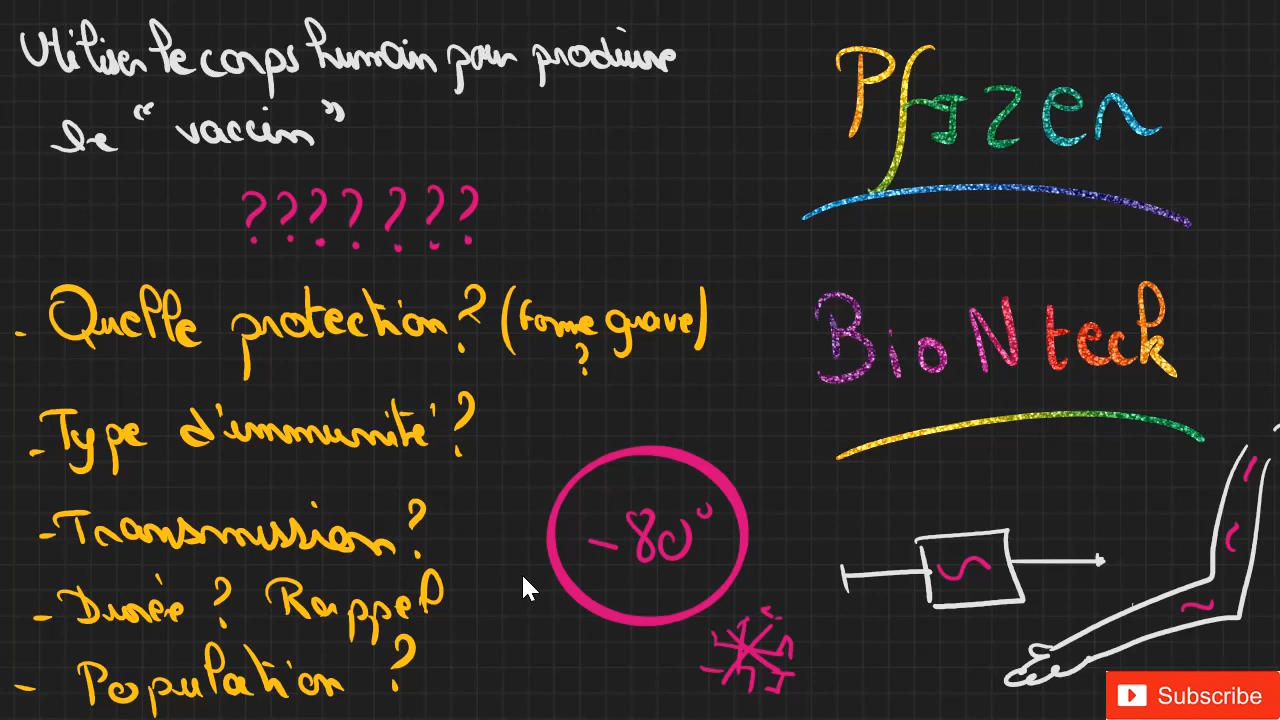 Utiliser le corps humain pour produire
le "vaccin"
???????
- Quelle protection ? (forme grave)
?
- Type d'immunité ?
- Transmission ?
- Durée ? Rappel
- Population ?
-80°
Pfizer
BioNteck
Subscribe